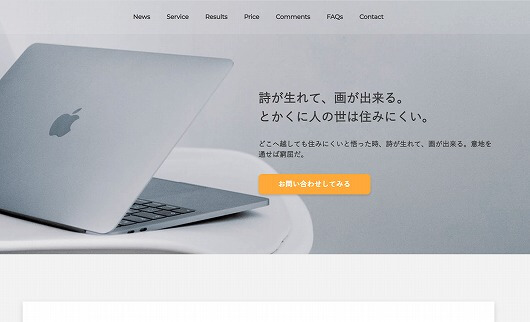 News Service Results Price Comments FAQs Contact
詩が生れて、画が出来る。
とかくに人の世は住みにくい。
どこへ越しても住みにくいと悟った時、詩が生れて、画が出来る。意地を
通せば窮屈だ。
お問い合わせしてみる